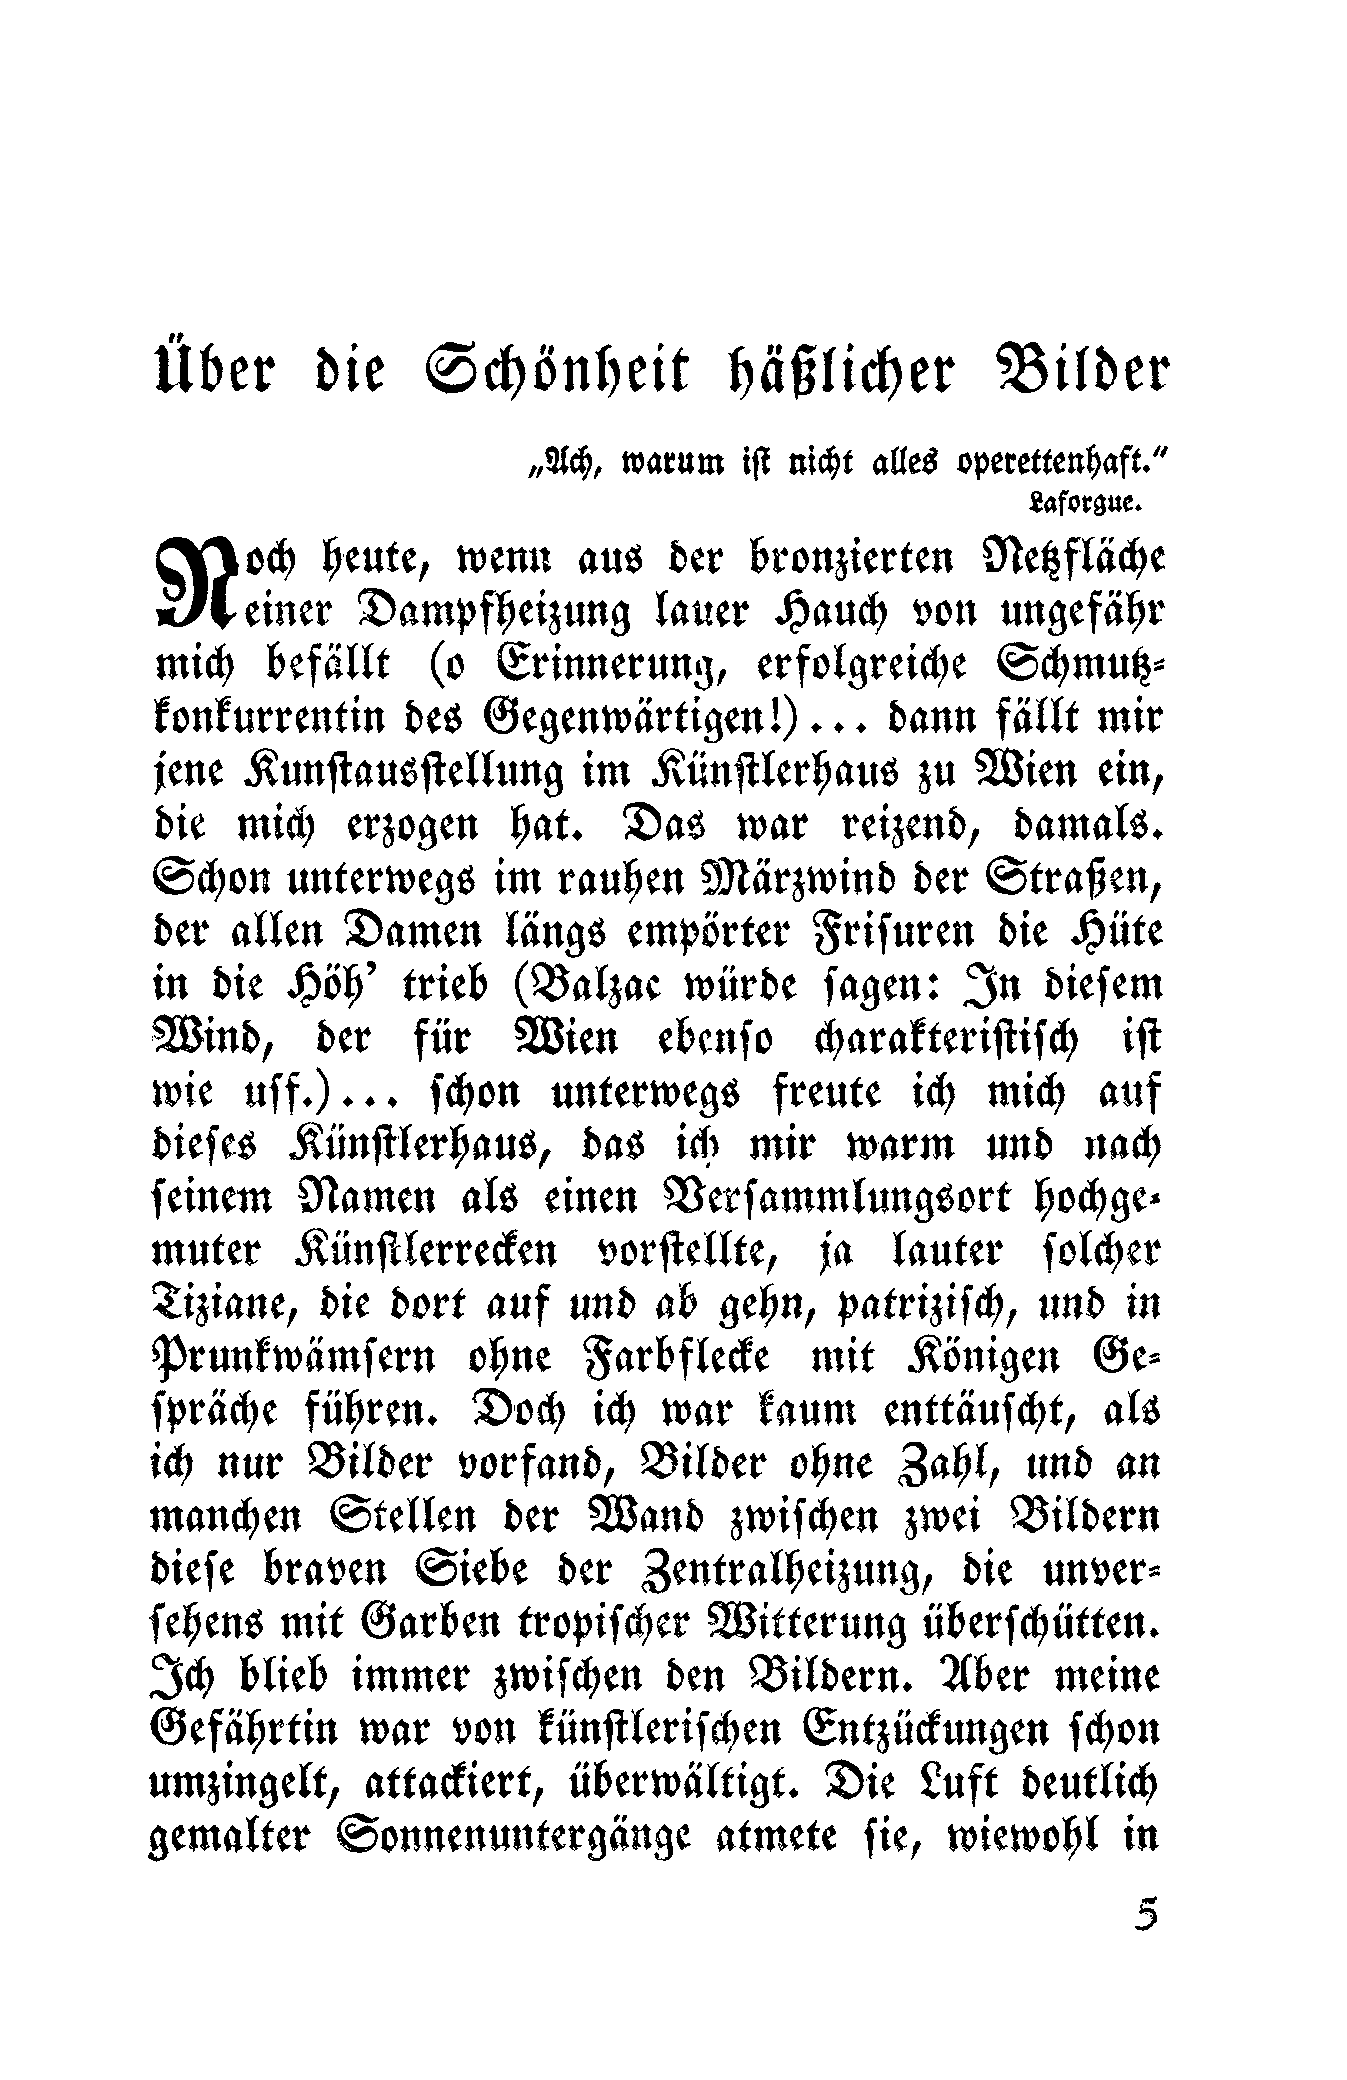 Über die Schönheit häßlicher Bilder
„Ach, warum ist nicht alles operettenhaft.“
Laforgue.
Noch heute, wenn aus der bronzierten Netzfläche
einer Dampfheizung lauer Hauch von ungefähr
mich befällt (o Erinnerung, erfolgreiche Schmutz-
konkurrentin des Gegenwärtigen!)... dann fällt mir
jene Kunstausstellung im Künstlerhaus zu Wien ein,
die mich erzogen hat. Das war reizend, damals.
Schon unterwegs im rauhen Märzwind der Straßen,
der allen Damen längs empörter Frisuren die Hüte
in die Höh’ trieb (Balzac würde sagen: In diesem
Wind, der für Wien ebenso charakteristisch ist
wie usf.)... schon unterwegs freute ich mich auf
dieses Künstlerhaus, das ich mir warm und nach
seinem Namen als einen Versammlungsort hochge-
muter Künstlerrecken vorstellte, ja lauter solcher
Tiziane, die dort auf und ab gehn, patrizisch, und in
Prunkwämsern ohne Farbflecke mit Königen Ge-
spräche führen. Doch ich war kaum enttäuscht, als
ich nur Bilder vorfand, Bilder ohne Zahl, und an
manchen Stellen der Wand zwischen zwei Bildern
diese braven Siebe der Zentralheizung, die unver-
sehens mit Garben tropischer Witterung überschütten.
Ich blieb immer zwischen den Bildern. Aber meine
Gefährtin war von künstlerischen Entzückungen schon
umzingelt, attackiert, überwältigt. Die Luft deutlich
gemalter Sonnenuntergänge atmete sie, wiewohl in
5